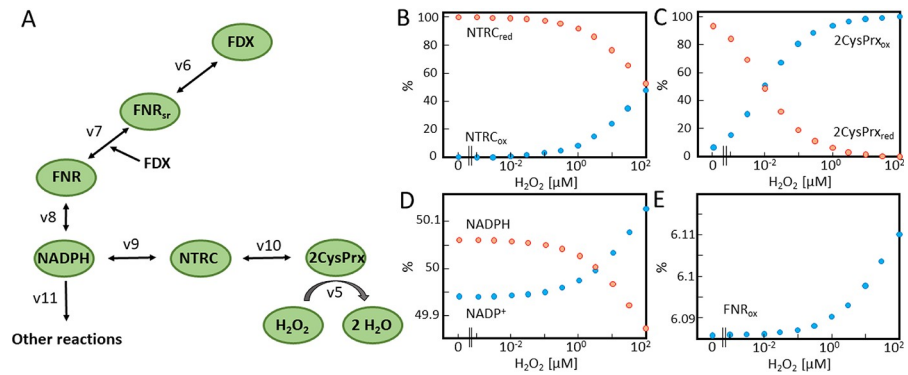 A
FDX
v6
FNRsr
v7
FDX
FNR
v8
NADPH
v9
NTRC
v10
2CysPrx
v11
v5
H2O2
2 H2O
Other reactions
B
100
80
60
40
20
0
%
NTRCred
NTRCox
0
10-2
100
102
H2O2 [µM]
C
100
80
60
40
20
0
%
2CysPrxox
2CysPrxred
0
10-2
100
102
H2O2 [µM]
D
50.1
50
49.9
%
NADPH
NADP+
0
10-2
100
102
H2O2 [µM]
E
6.11
6.1
6.09
%
FNRox
0
10-2
100
102
H2O2 [µM]